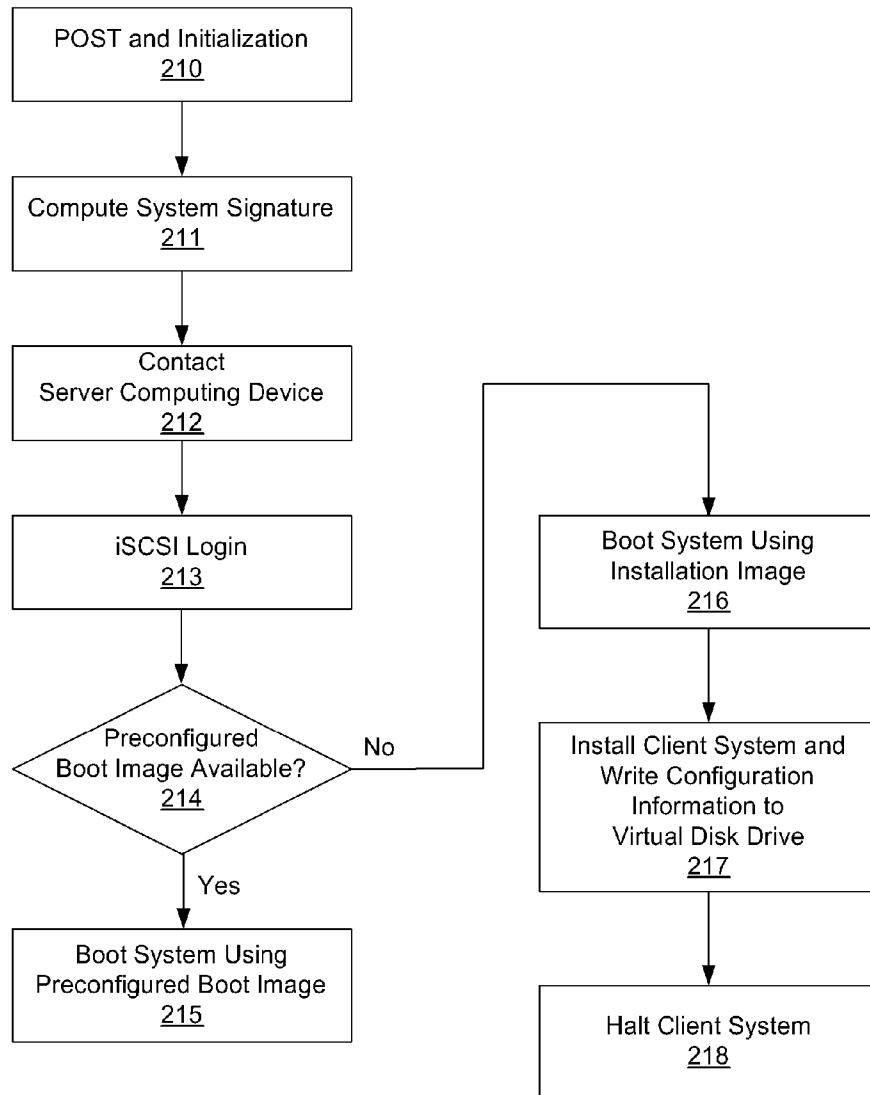 POST and Initialization
210
Compute System Signature
211
Contact
Server Computing Device
212
iSCSI Login
213
Preconfigured
Boot Image Available?
214
No
Yes
Boot System Using
Preconfigured Boot Image
215
Boot System Using
Installation Image
216
Install Client System and
Write Configuration
Information to
Virtual Disk Drive
217
Halt Client System
218